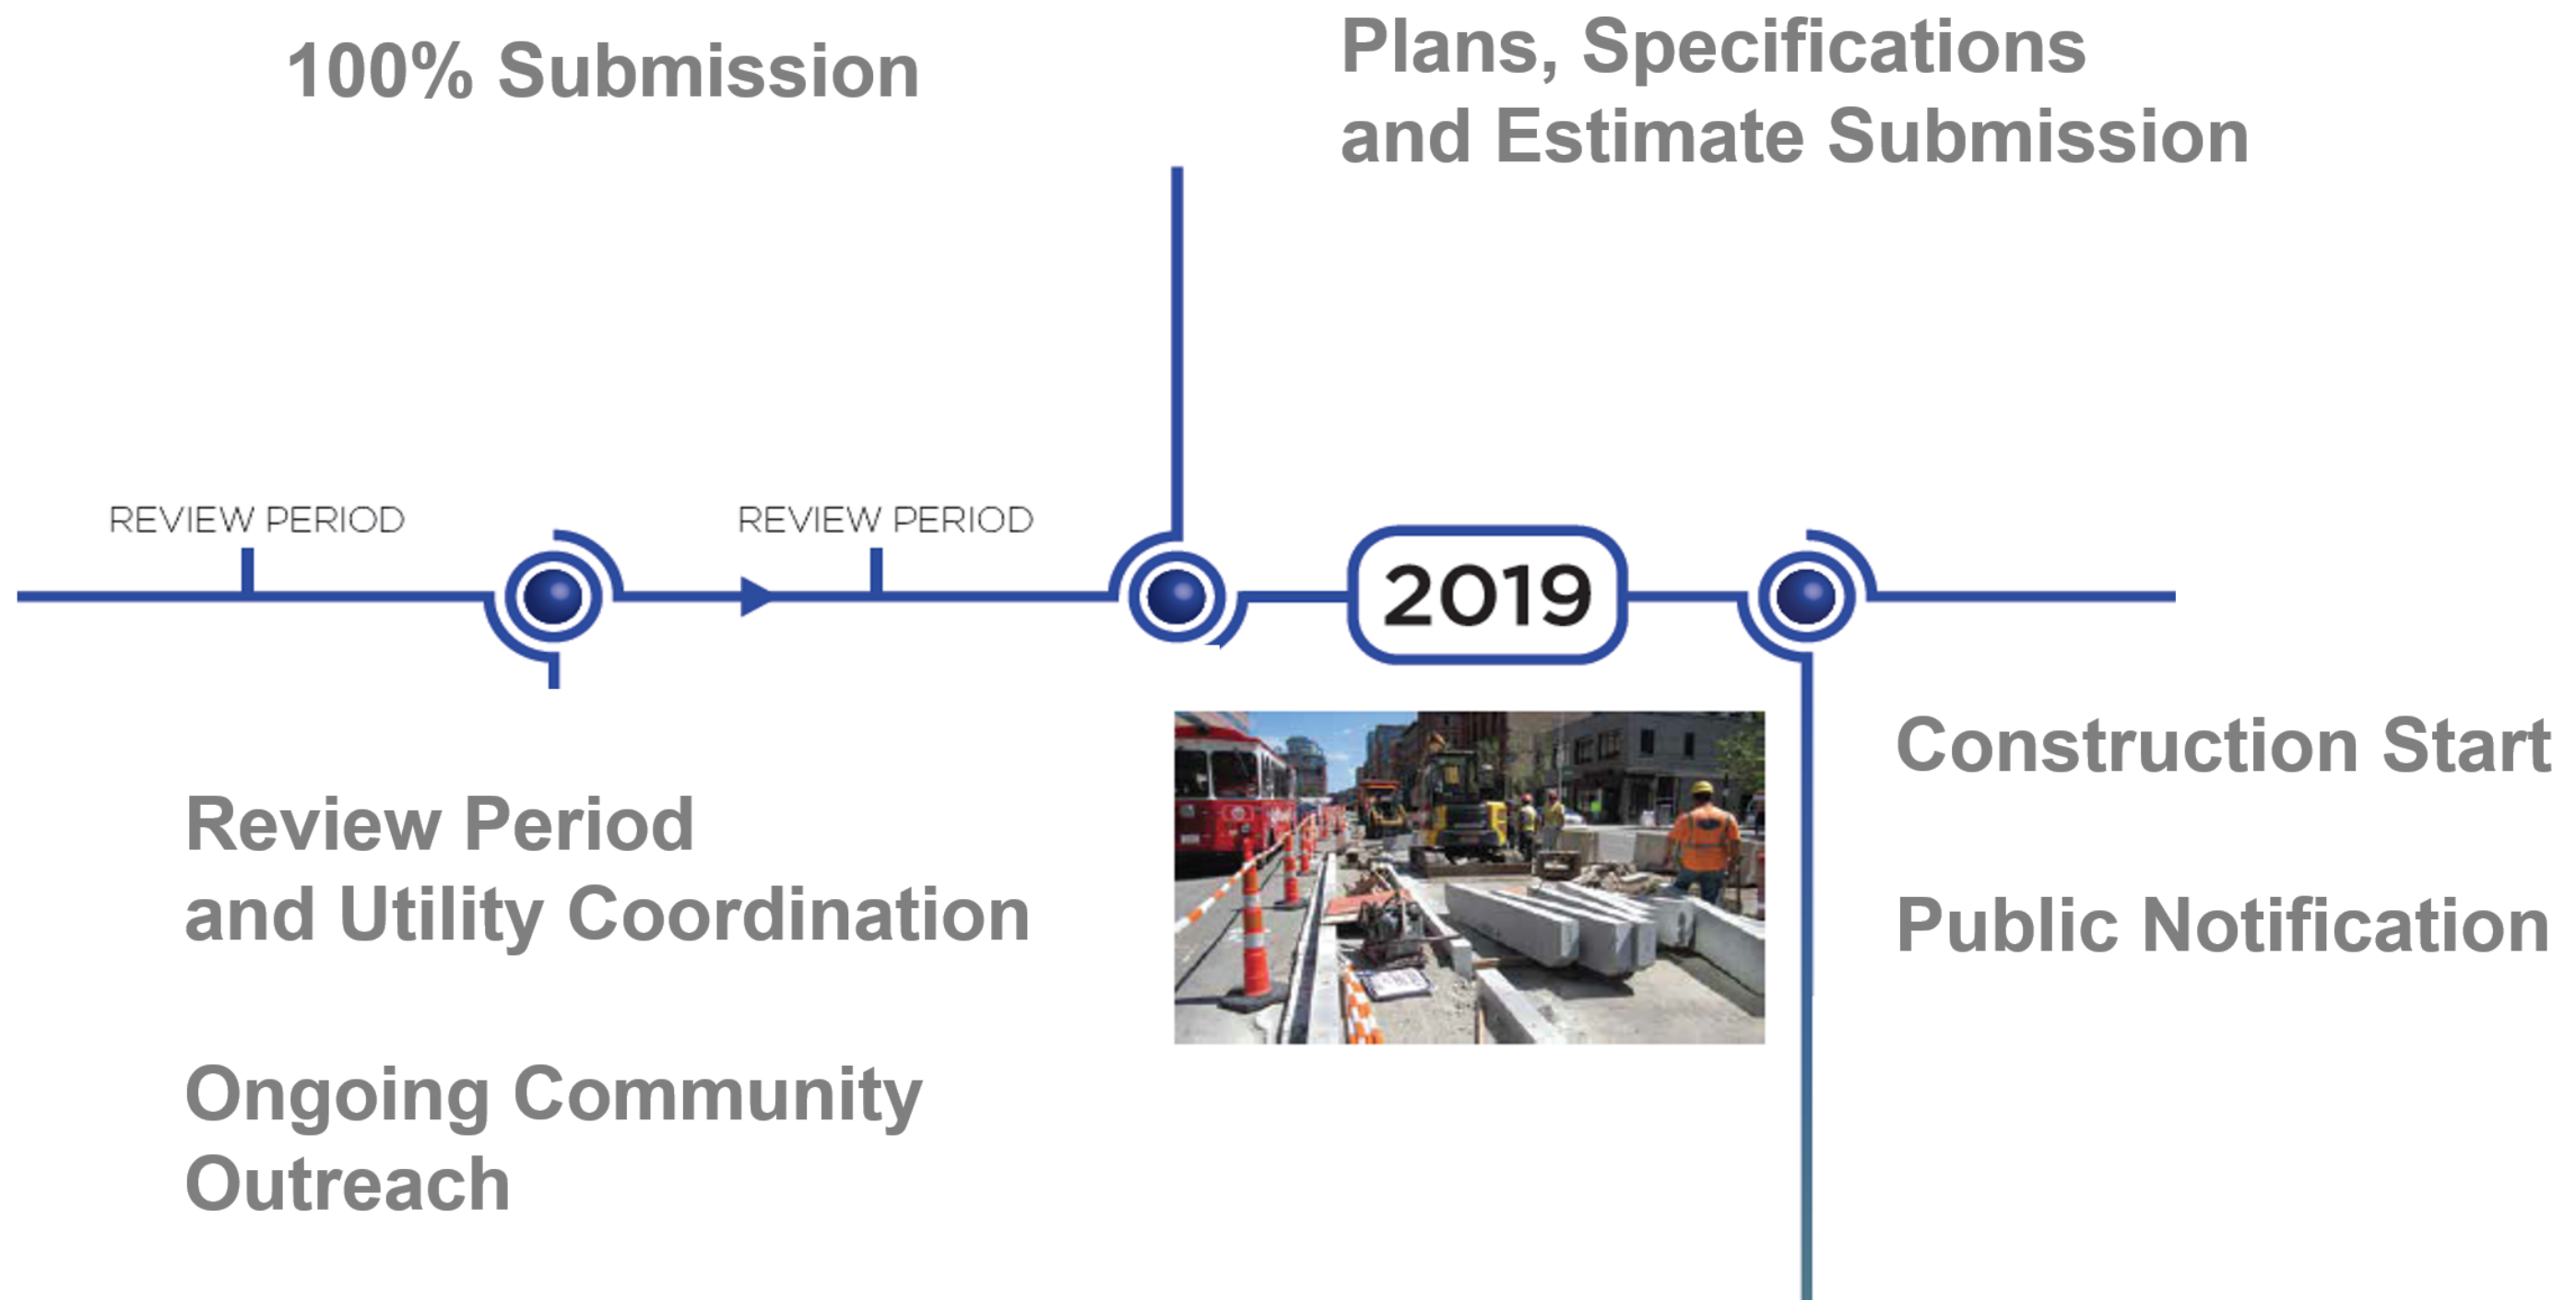 100% Submission
Plans, Specifications
and Estimate Submission
REVIEW PERIOD
REVIEW PERIOD
2019
Review Period
and Utility Coordination
Ongoing Community
Outreach
Construction Start
Public Notification